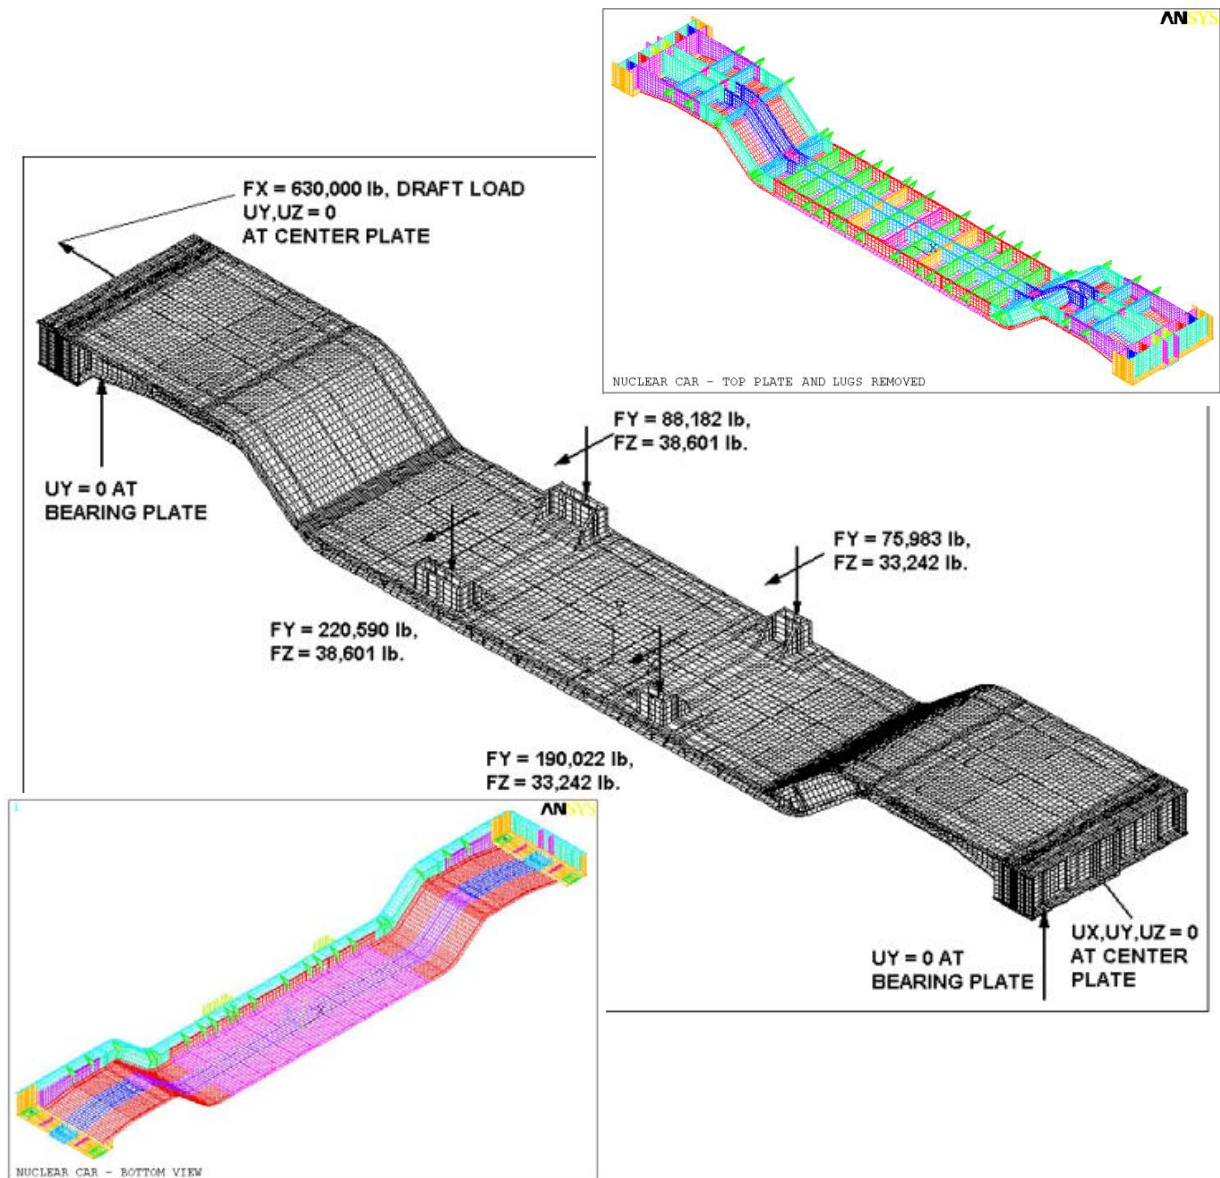 ANSYS
NUCLEAR CAR - TOP PLATE AND LUGS REMOVED
FX = 630,000 lb, DRAFT LOAD
UY,UZ = 0
AT CENTER PLATE
UY = 0 AT
BEARING PLATE
FY = 88,182 lb,
FZ = 38,601 lb.
FY = 75,983 lb,
FZ = 33,242 lb.
FY = 220,590 lb,
FZ = 38,601 lb.
FY = 190,022 lb,
FZ = 33,242 lb.
UY = 0 AT
BEARING PLATE
UX,UY,UZ = 0
AT CENTER
PLATE
1
ANSYS
NUCLEAR CAR - BOTTOM VIEW